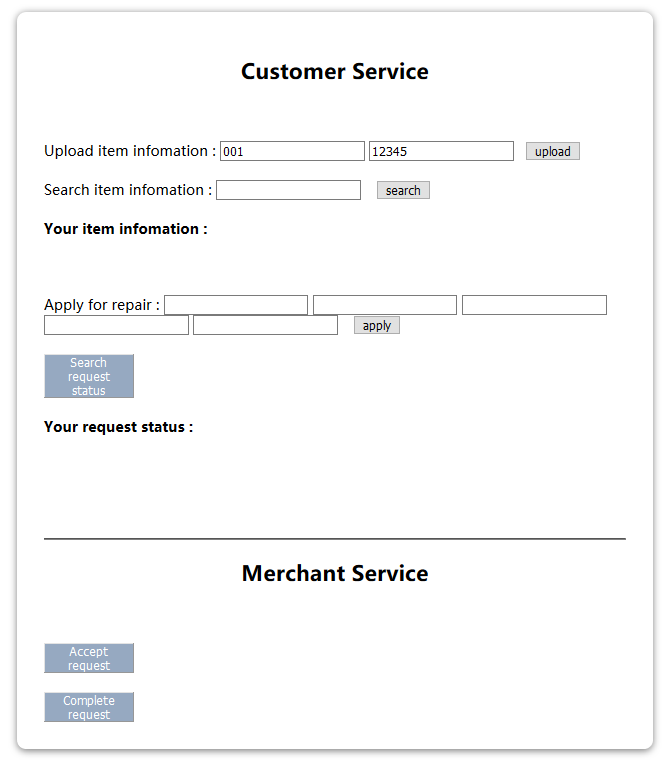 Customer Service
Upload item infomation : 001 12345 upload
Search item infomation : search
Your item infomation :
Apply for repair :
apply
Search
request
status
Your request status :
Merchant Service
Accept
request
Complete
request